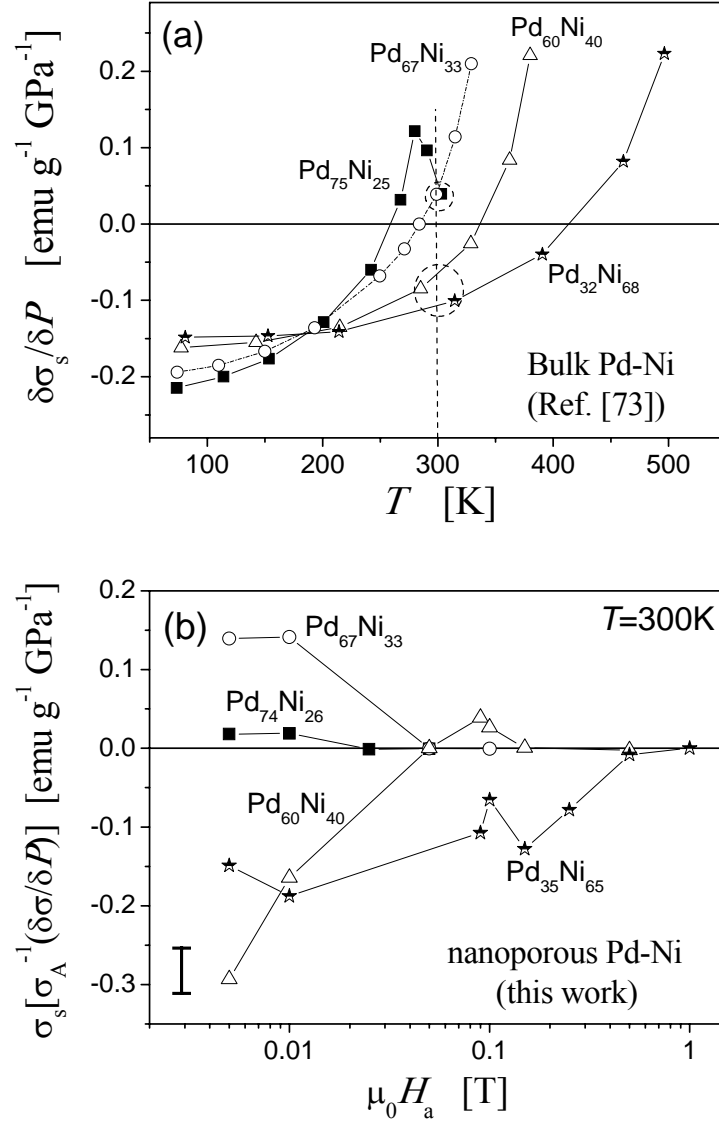 (a)
Pd60Ni40
Pd67Ni33
Pd75Ni25
Pd32Ni68
Bulk Pd-Ni
(Ref. [73])
0.2
0.1
0.0
-0.1
-0.2
δσs/δP [emu g-1 GPa-1]
100 200 300 400 500
T [K]
(b)
T=300K
Pd67Ni33
Pd74Ni26
Pd60Ni40
Pd35Ni65
nanoporous Pd-Ni
(this work)
0.2
0.1
0.0
-0.1
-0.2
-0.3
σs[σA-1(δσ/δP)] [emu g-1 GPa-1]
0.01 0.1 1
μ0Ha [T]